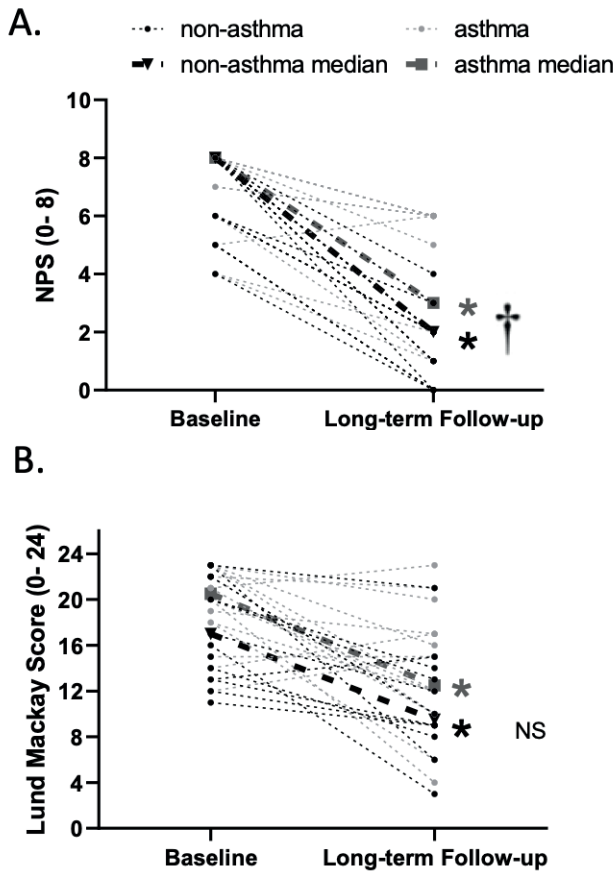 A.
non-asthma asthma
non-asthma median asthma median
10
8
6
4
2
0
NPS (0- 8)
* 
* †
Baseline Long-term Follow-up
B.
24
20
16
12
8
4
0
Lund Mackay Score (0- 24)
*
* NS
Baseline Long-term Follow-up